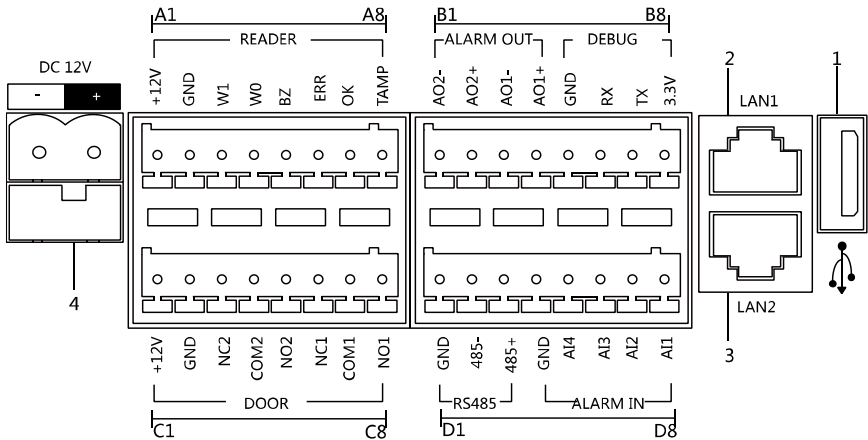 A1 A8 B1 B8
READER ALARM OUT DEBUG
DC 12V
- +
+12V GND W1 W0 BZ ERR OK TAMP
AO2- AO2+ AO1- AO1+ GND RX TX 3.3V
2 1
LAN1
4
LAN2
3
+12V GND NC2 COM2 NO2 NC1 COM1 NO1
GND 485- 485+ GND AI4 AI3 AI2 AI1
DOOR RS485 ALARM IN
C1 C8 D1 D8